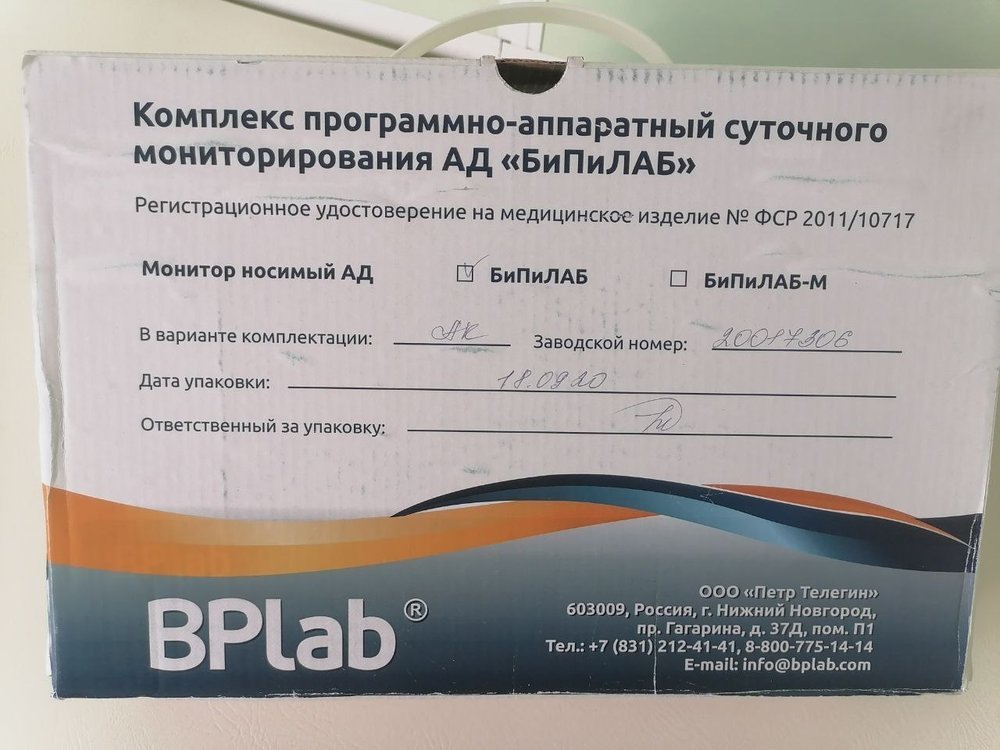 Комплекс программно-аппаратный суточного
мониторирования АД «БиПиЛАБ»
Регистрационное удостоверение на медицинское изделие № ФСР 2011/10717
Монитор носимый АД БиПиЛАБ БиПиЛАБ-М
В варианте комплектации: АК Заводской номер: 20017306
Дата упаковки: 18.09.20
Ответственный за упаковку:
BPlab®
ООО «Петр Телегин»
603009, Россия, г. Нижний Новгород,
пр. Гагарина, д. 37Д, пом. П1
Тел.: +7 (831) 212-41-41, 8-800-775-14-14
E-mail: info@bplab.com